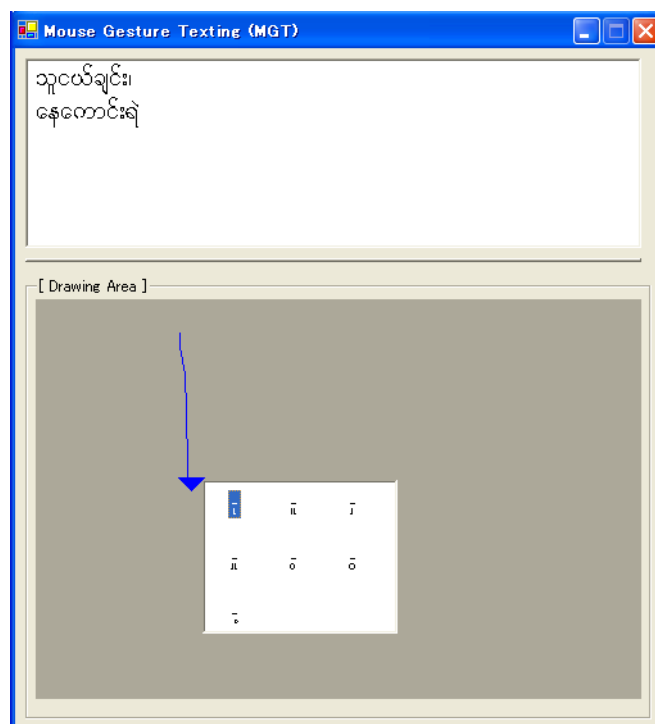 Mouse Gesture Texting (MGT)
သူငယ်ချင်း၊
နေကောင်းရဲ
[ Drawing Area ]